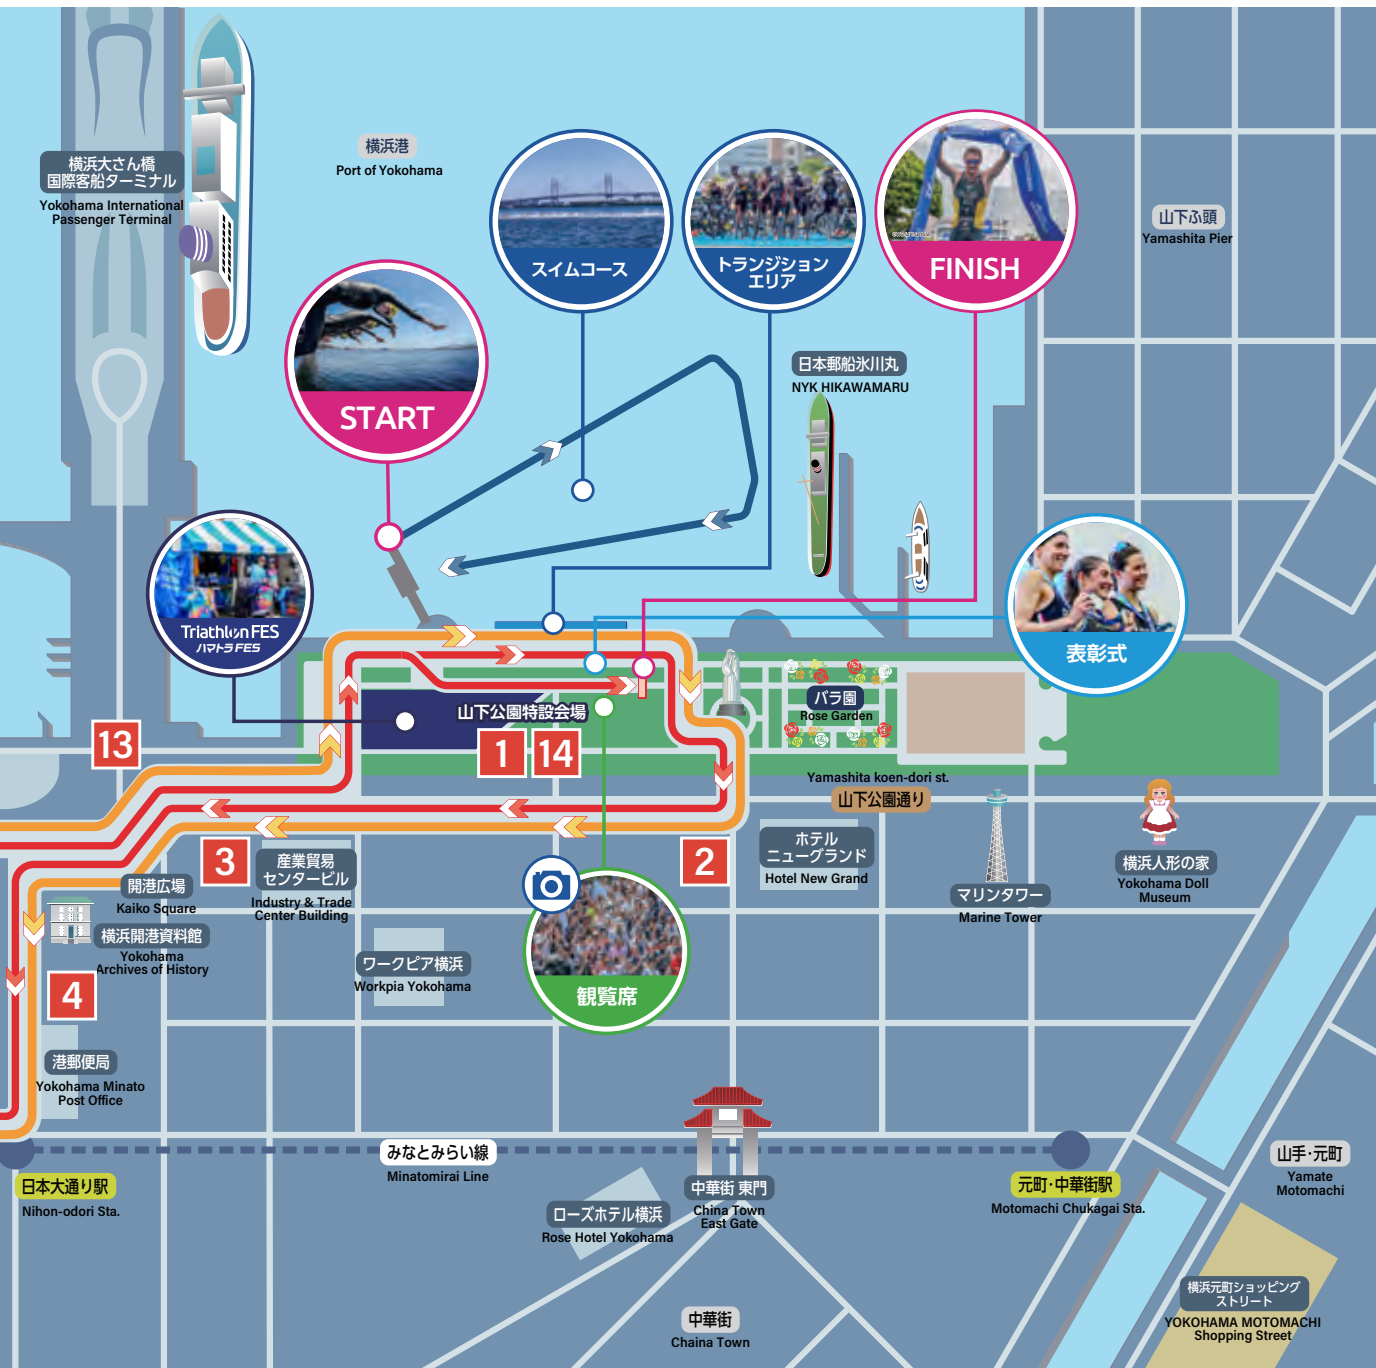 横浜大さん橋
国際客船ターミナル
Yokohama International
Passenger Terminal
横浜港
Port of Yokohama
スイムコース
トランジション
エリア
FINISH
山下ふ頭
Yamashita Pier
START
日本郵船氷川丸
NYK HIKAWAMARU
Triathlon FES
ハマトラFES
表彰式
山下公園特設会場
バラ園
Rose Garden
13
1
14
Yamashita koen-dori st.
山下公園通り
3
産業貿易
センタービル
Industry & Trade
Center Building
2
ホテル
ニューグランド
Hotel New Grand
マリンタワー
Marine Tower
横浜人形の家
Yokohama Doll
Museum
開港広場
Kaiko Square
横浜開港資料館
Yokohama
Archives of History
4
ワークピア横浜
Workpia Yokohama
観覧席
港郵便局
Yokohama Minato
Post Office
みなとみらい線
Minatomirai Line
日本大通り駅
Nihon-odori Sta.
中華街 東門
China Town
East Gate
元町・中華街駅
Motomachi Chukagai Sta.
山手・元町
Yamate
Motomachi
ローズホテル横浜
Rose Hotel Yokohama
中華街
Chaina Town
横浜元町ショッピング
ストリート
YOKOHAMA MOTOMACHI
Shopping Street